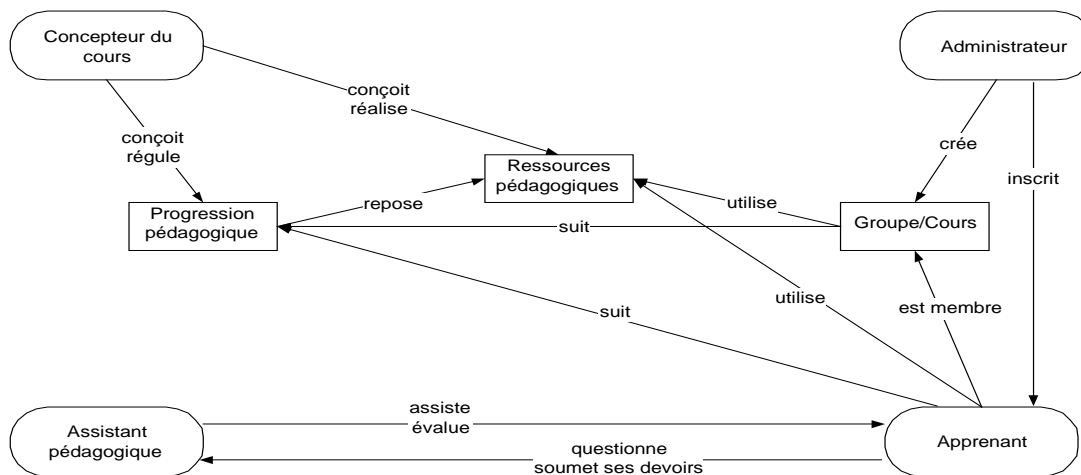 Concepteur du
cours
Administrateur
conçoit
réalise
conçoit
régule
crée
inscrit
Ressources
pédagogiques
repose
utilise
Progression
pédagogique
suit
Groupe/Cours
utilise
est membre
suit
assiste
évalue
Assistant
pédagogique
Apprenant
questionne
soumet ses devoirs